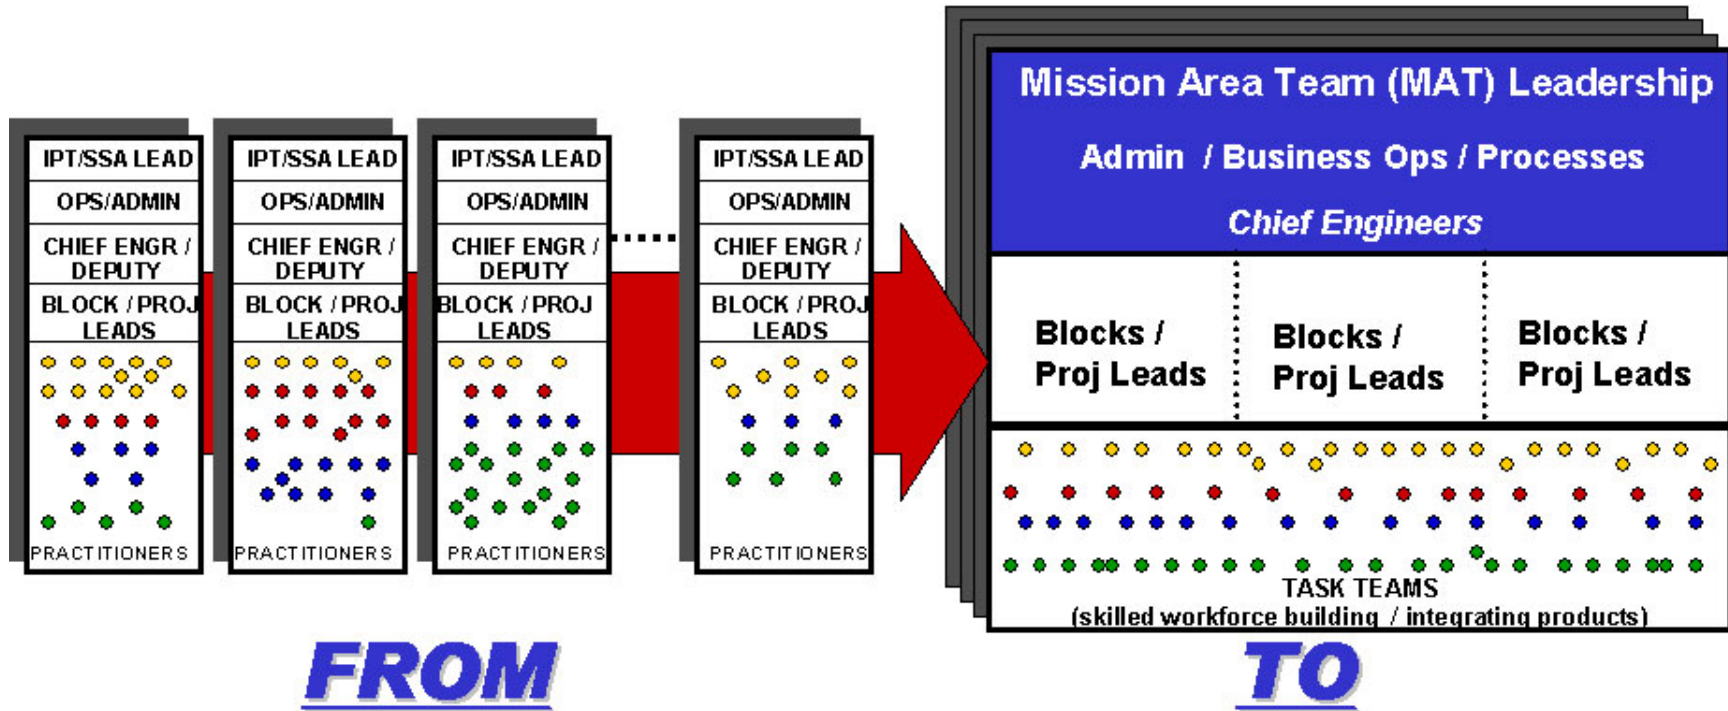 IPT/SSA LEAD
OPS/ADMIN
CHIEF ENGR /
DEPUTY
BLOCK / PROJ
LEADS
PRACTITIONERS
IPT/SSA LEAD
OPS/ADMIN
CHIEF ENGR /
DEPUTY
BLOCK / PROJ
LEADS
PRACTITIONERS
IPT/SSA LEAD
OPS/ADMIN
CHIEF ENGR /
DEPUTY
BLOCK / PROJ
LEADS
PRACTITIONERS
IPT/SSA LEAD
OPS/ADMIN
CHIEF ENGR /
DEPUTY
BLOCK / PROJ
LEADS
PRACTITIONERS
FROM
Mission Area Team (MAT) Leadership
Admin / Business Ops / Processes
Chief Engineers
Blocks /
Proj Leads
Blocks /
Proj Leads
Blocks /
Proj Leads
TASK TEAMS
(skilled workforce building / integrating products)
TO